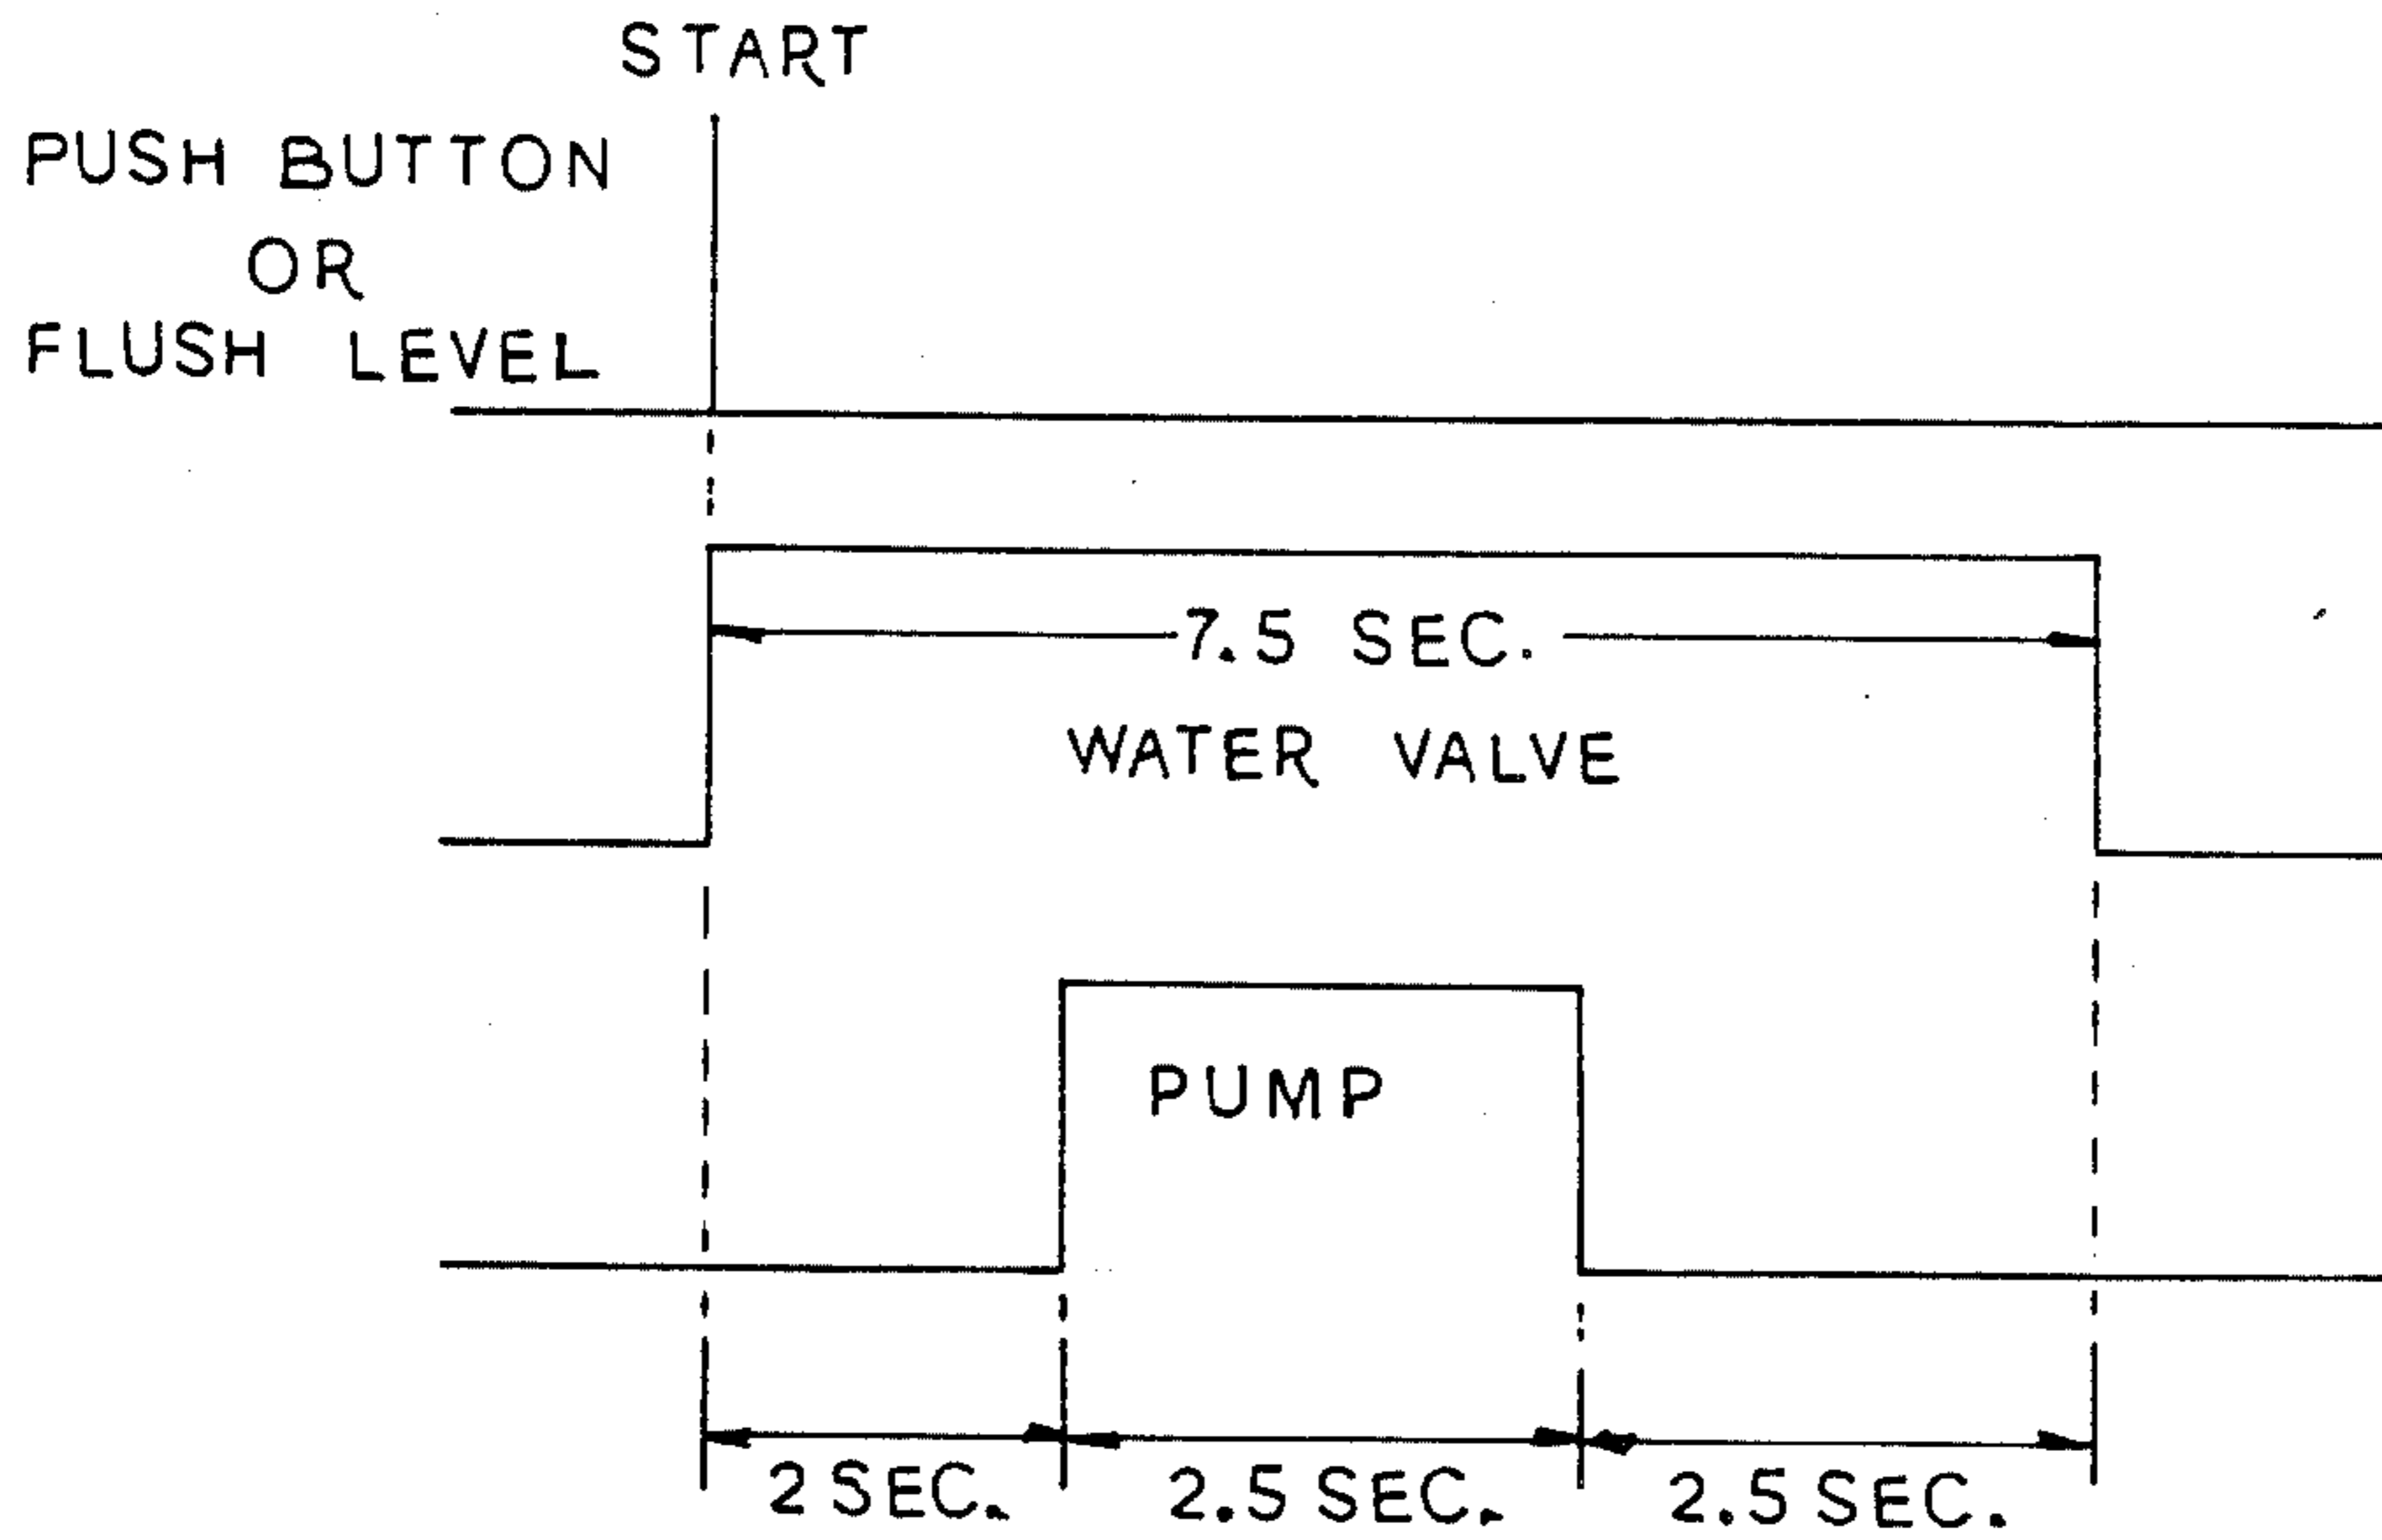 START
PUSH BUTTON
OR
FLUSH LEVEL
7.5 SEC.
WATER VALVE
PUMP
2 SEC.
2.5 SEC.
2.5 SEC.